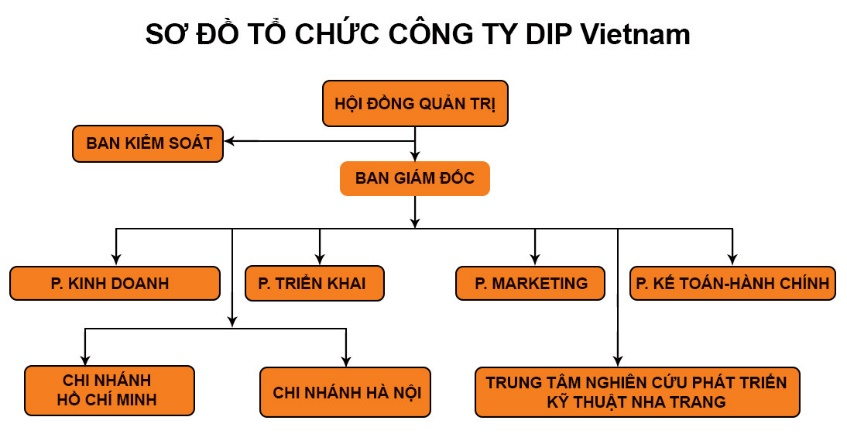 SƠ ĐỒ TỔ CHỨC CÔNG TY DIP Vietnam
HỘI ĐỒNG QUẢN TRỊ
BAN KIỂM SOÁT
BAN GIÁM ĐỐC
P. KINH DOANH
P. TRIỂN KHAI
P. MARKETING
P. KẾ TOÁN-HÀNH CHÍNH
CHI NHÁNH
HỒ CHÍ MINH
CHI NHÁNH HÀ NỘI
TRUNG TÂM NGHIÊN CỨU PHÁT TRIỂN
KỸ THUẬT NHA TRANG